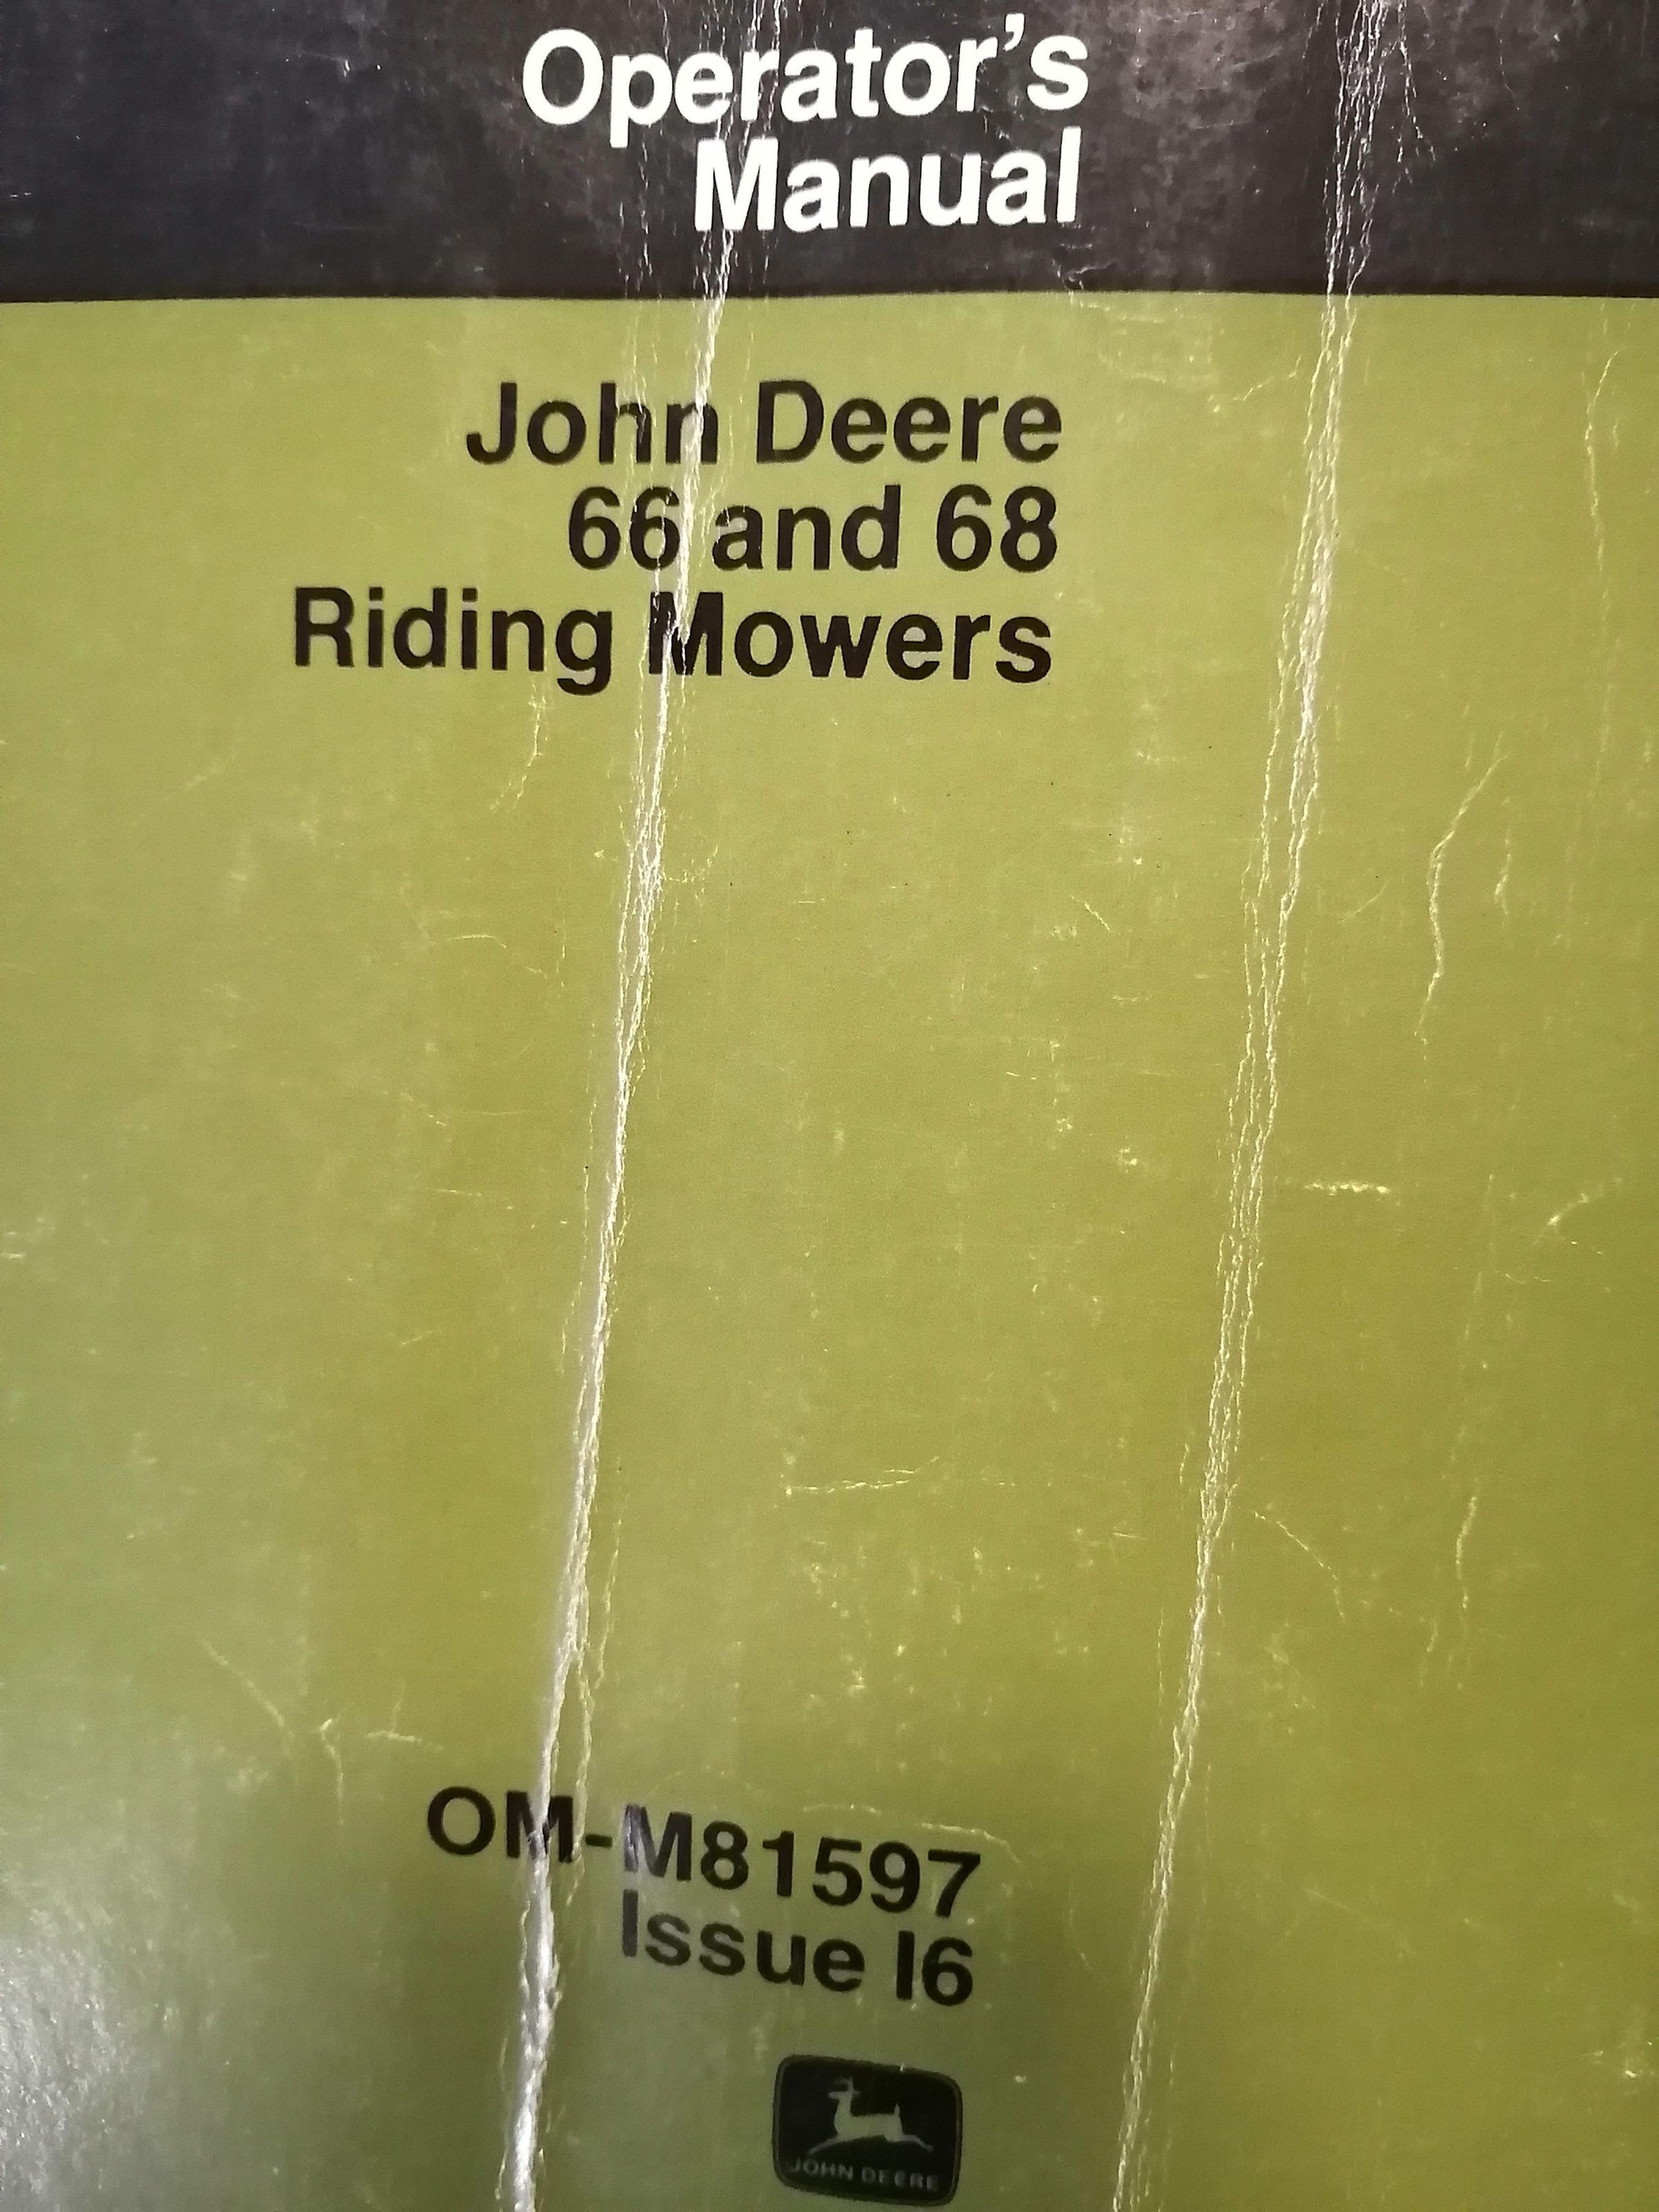 Operator's
Manual
John Deere
66 and 68
Riding Mowers
OM-M81597
Issue I6
JOHN DEERE